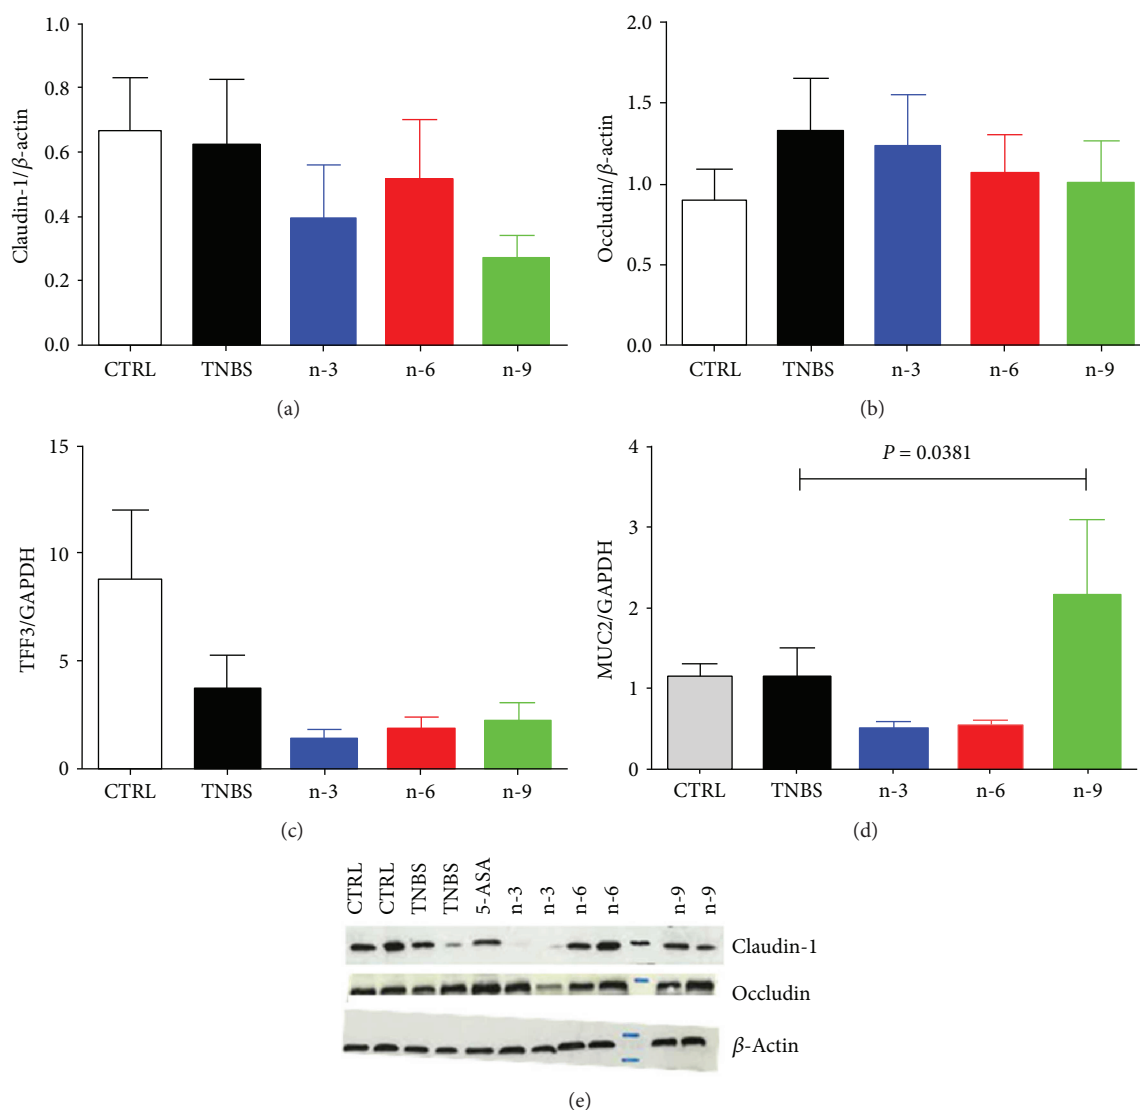 1.0
0.8
0.6
0.4
0.2
0.0
Claudin-1/β-actin
CTRL TNBS n-3 n-6 n-9
(a)
2.0
1.5
1.0
0.5
0.0
Occludin/β-actin
CTRL TNBS n-3 n-6 n-9
(b)
15
10
5
0
TFF3/GAPDH
CTRL TNBS n-3 n-6 n-9
(c)
4
3
2
1
0
MUC2/GAPDH
P = 0.0381
CTRL TNBS n-3 n-6 n-9
(d)
CTRL CTRL TNBS TNBS 5-ASA n-3 n-3 n-6 n-6 n-9 n-9
Claudin-1
Occludin
β-Actin
(e)